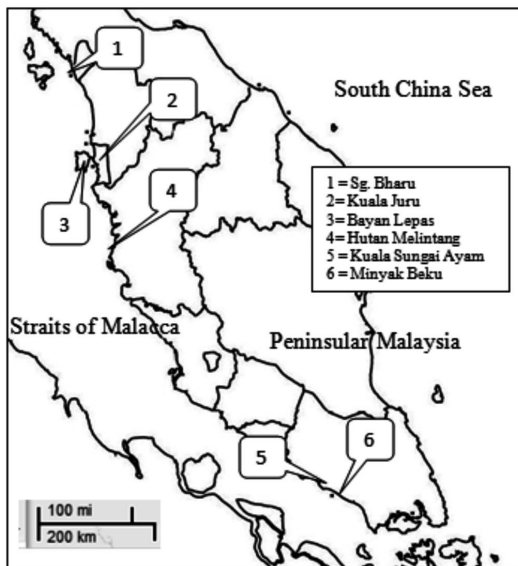 1
South China Sea
2
1 = Sg. Bharu
2 = Kuala Juru
3 = Bayan Lepas
4 = Hutan Melintang
5 = Kuala Sungai Ayam
6 = Minyak Beku
4
3
Straits of Malacca
Peninsular Malaysia
6
5
100 mi
200 km